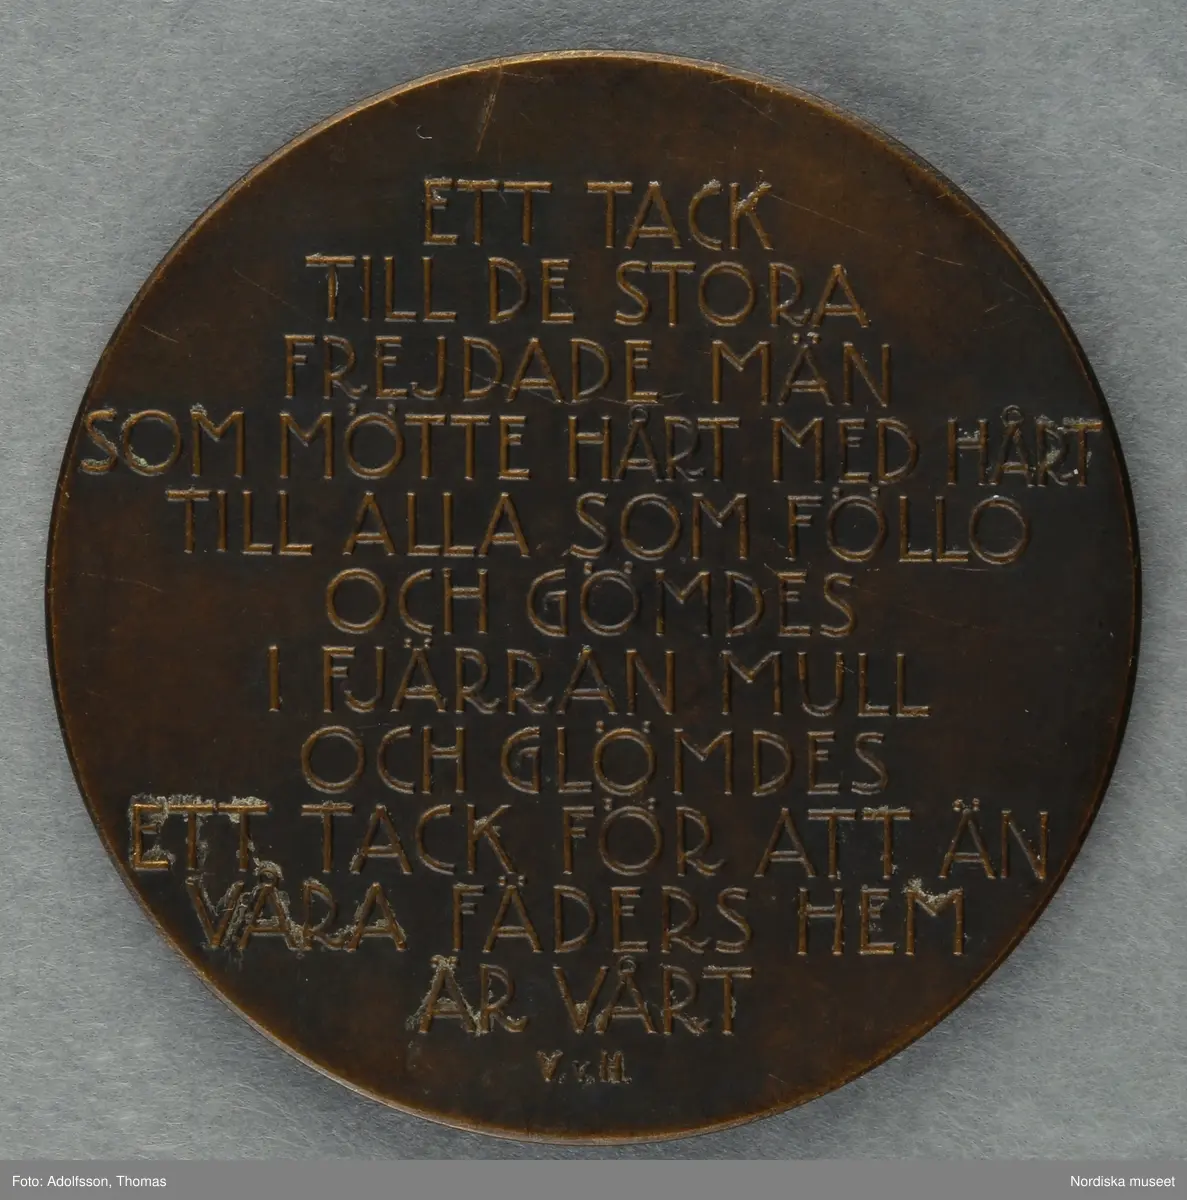 ETT TACK
TILL DE STORA
FREJDADE MÄN
SOM MÖTTE HÅRT MED HÅRT
TILL ALLA SOM FÖLLO
OCH GÖMDES
I FJÄRRAN MULL
OCH GLÖMDES
ETT TACK FÖR ATT ÄN
VÅRA FÄDERS HEM
ÄR VÅRT
V. v. H.
Foto: Adolfsson, Thomas
Nordiska museet